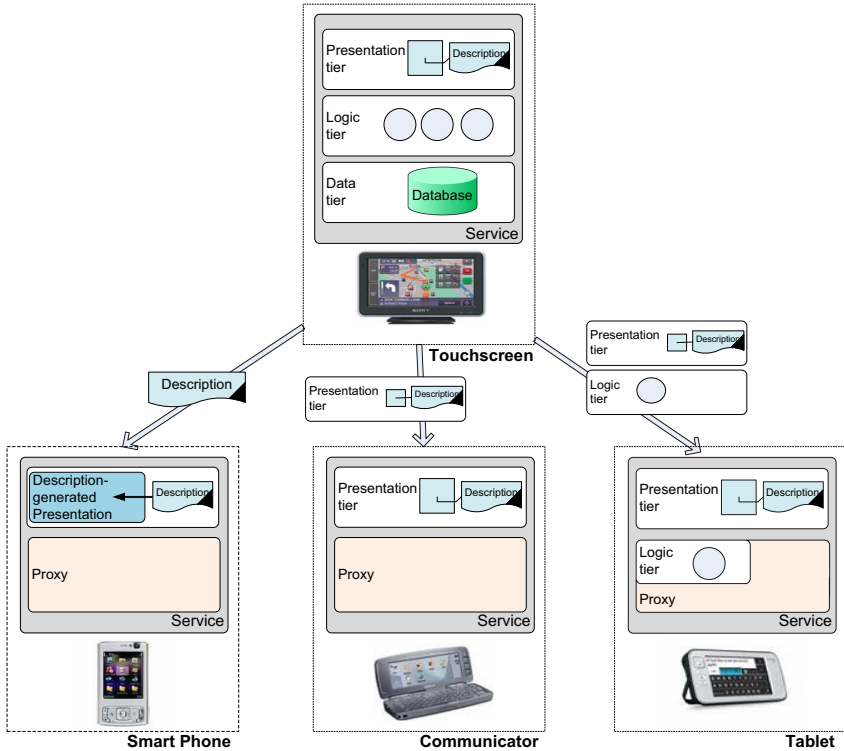 Presentation
tier
Description
Logic
tier
Data
tier
Database
Service
SONY
Touchscreen
Description
Presentation
tier
Description
Presentation
tier
Description
Logic
tier
Description-
generated
Presentation
Description
Proxy
Service
Smart Phone
Presentation
tier
Description
Proxy
Service
Communicator
Presentation
tier
Description
Logic
tier
Proxy
Service
Tablet